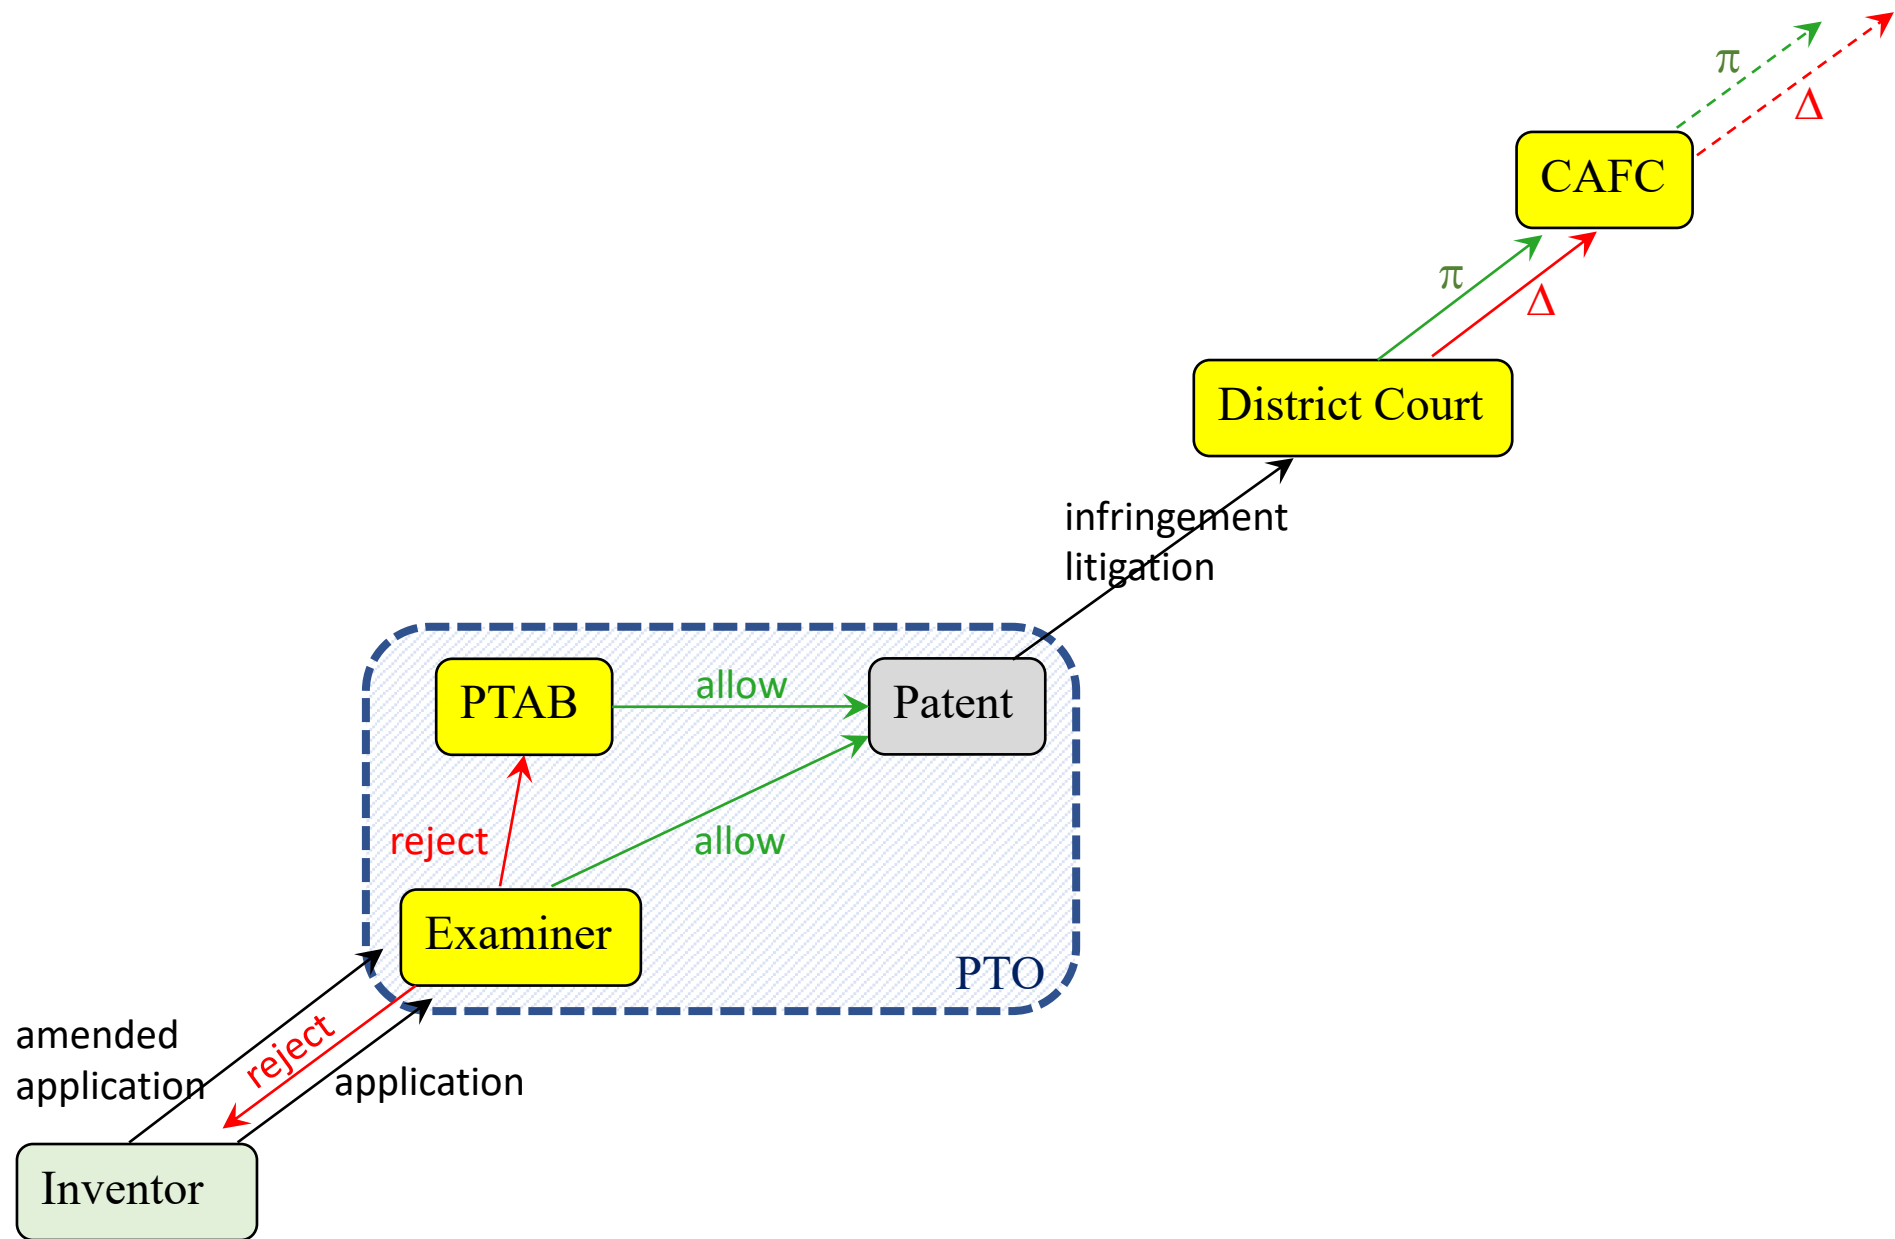 π
Δ
CAFC
π
Δ
District Court
infringement
litigation
PTAB
allow
Patent
reject
allow
Examiner
PTO
amended
application
reject
application
Inventor